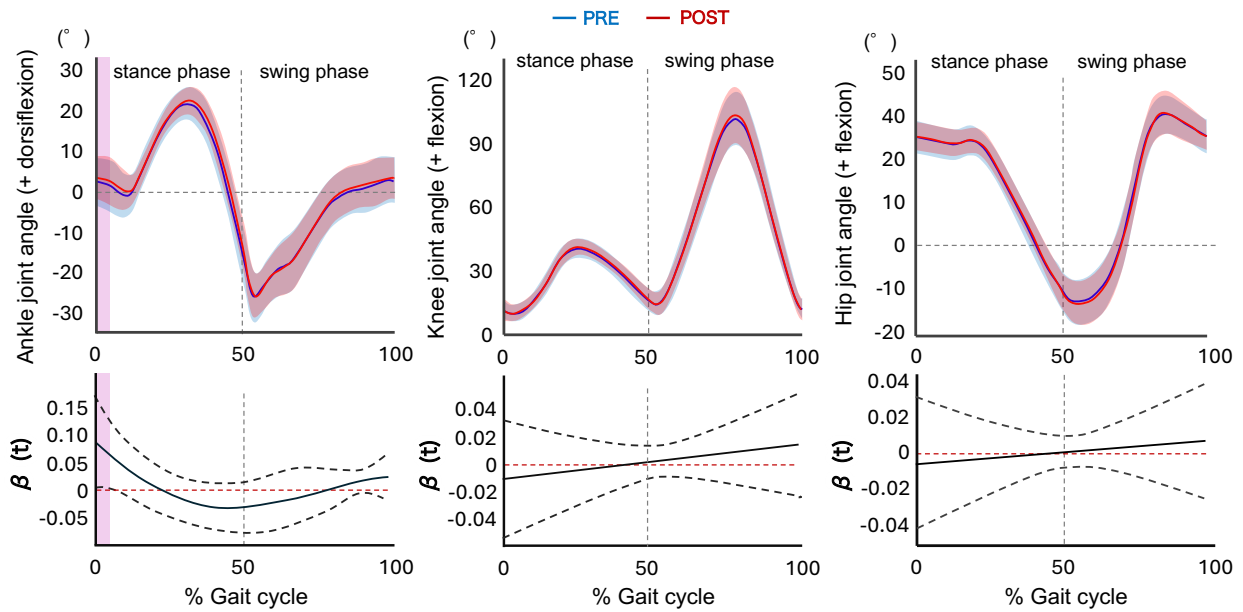 PRE POST
(° )
Ankle joint angle (+ dorsiflexion)
stance phase swing phase
30
20
10
0
-10
-20
-30
0 50 100
(° )
Knee joint angle (+ flexion)
stance phase swing phase
120
90
60
30
0
0 50 100
(° )
Hip joint angle (+ flexion)
stance phase swing phase
50
40
20
0
-10
-20
0 50 100
β (t)
0.15
0.10
0.05
0
-0.05
0 50 100
% Gait cycle
β (t)
0.04
0.02
0
-0.02
-0.04
0 50 100
% Gait cycle
β (t)
0.04
0.02
0
-0.02
-0.04
0 50 100
% Gait cycle